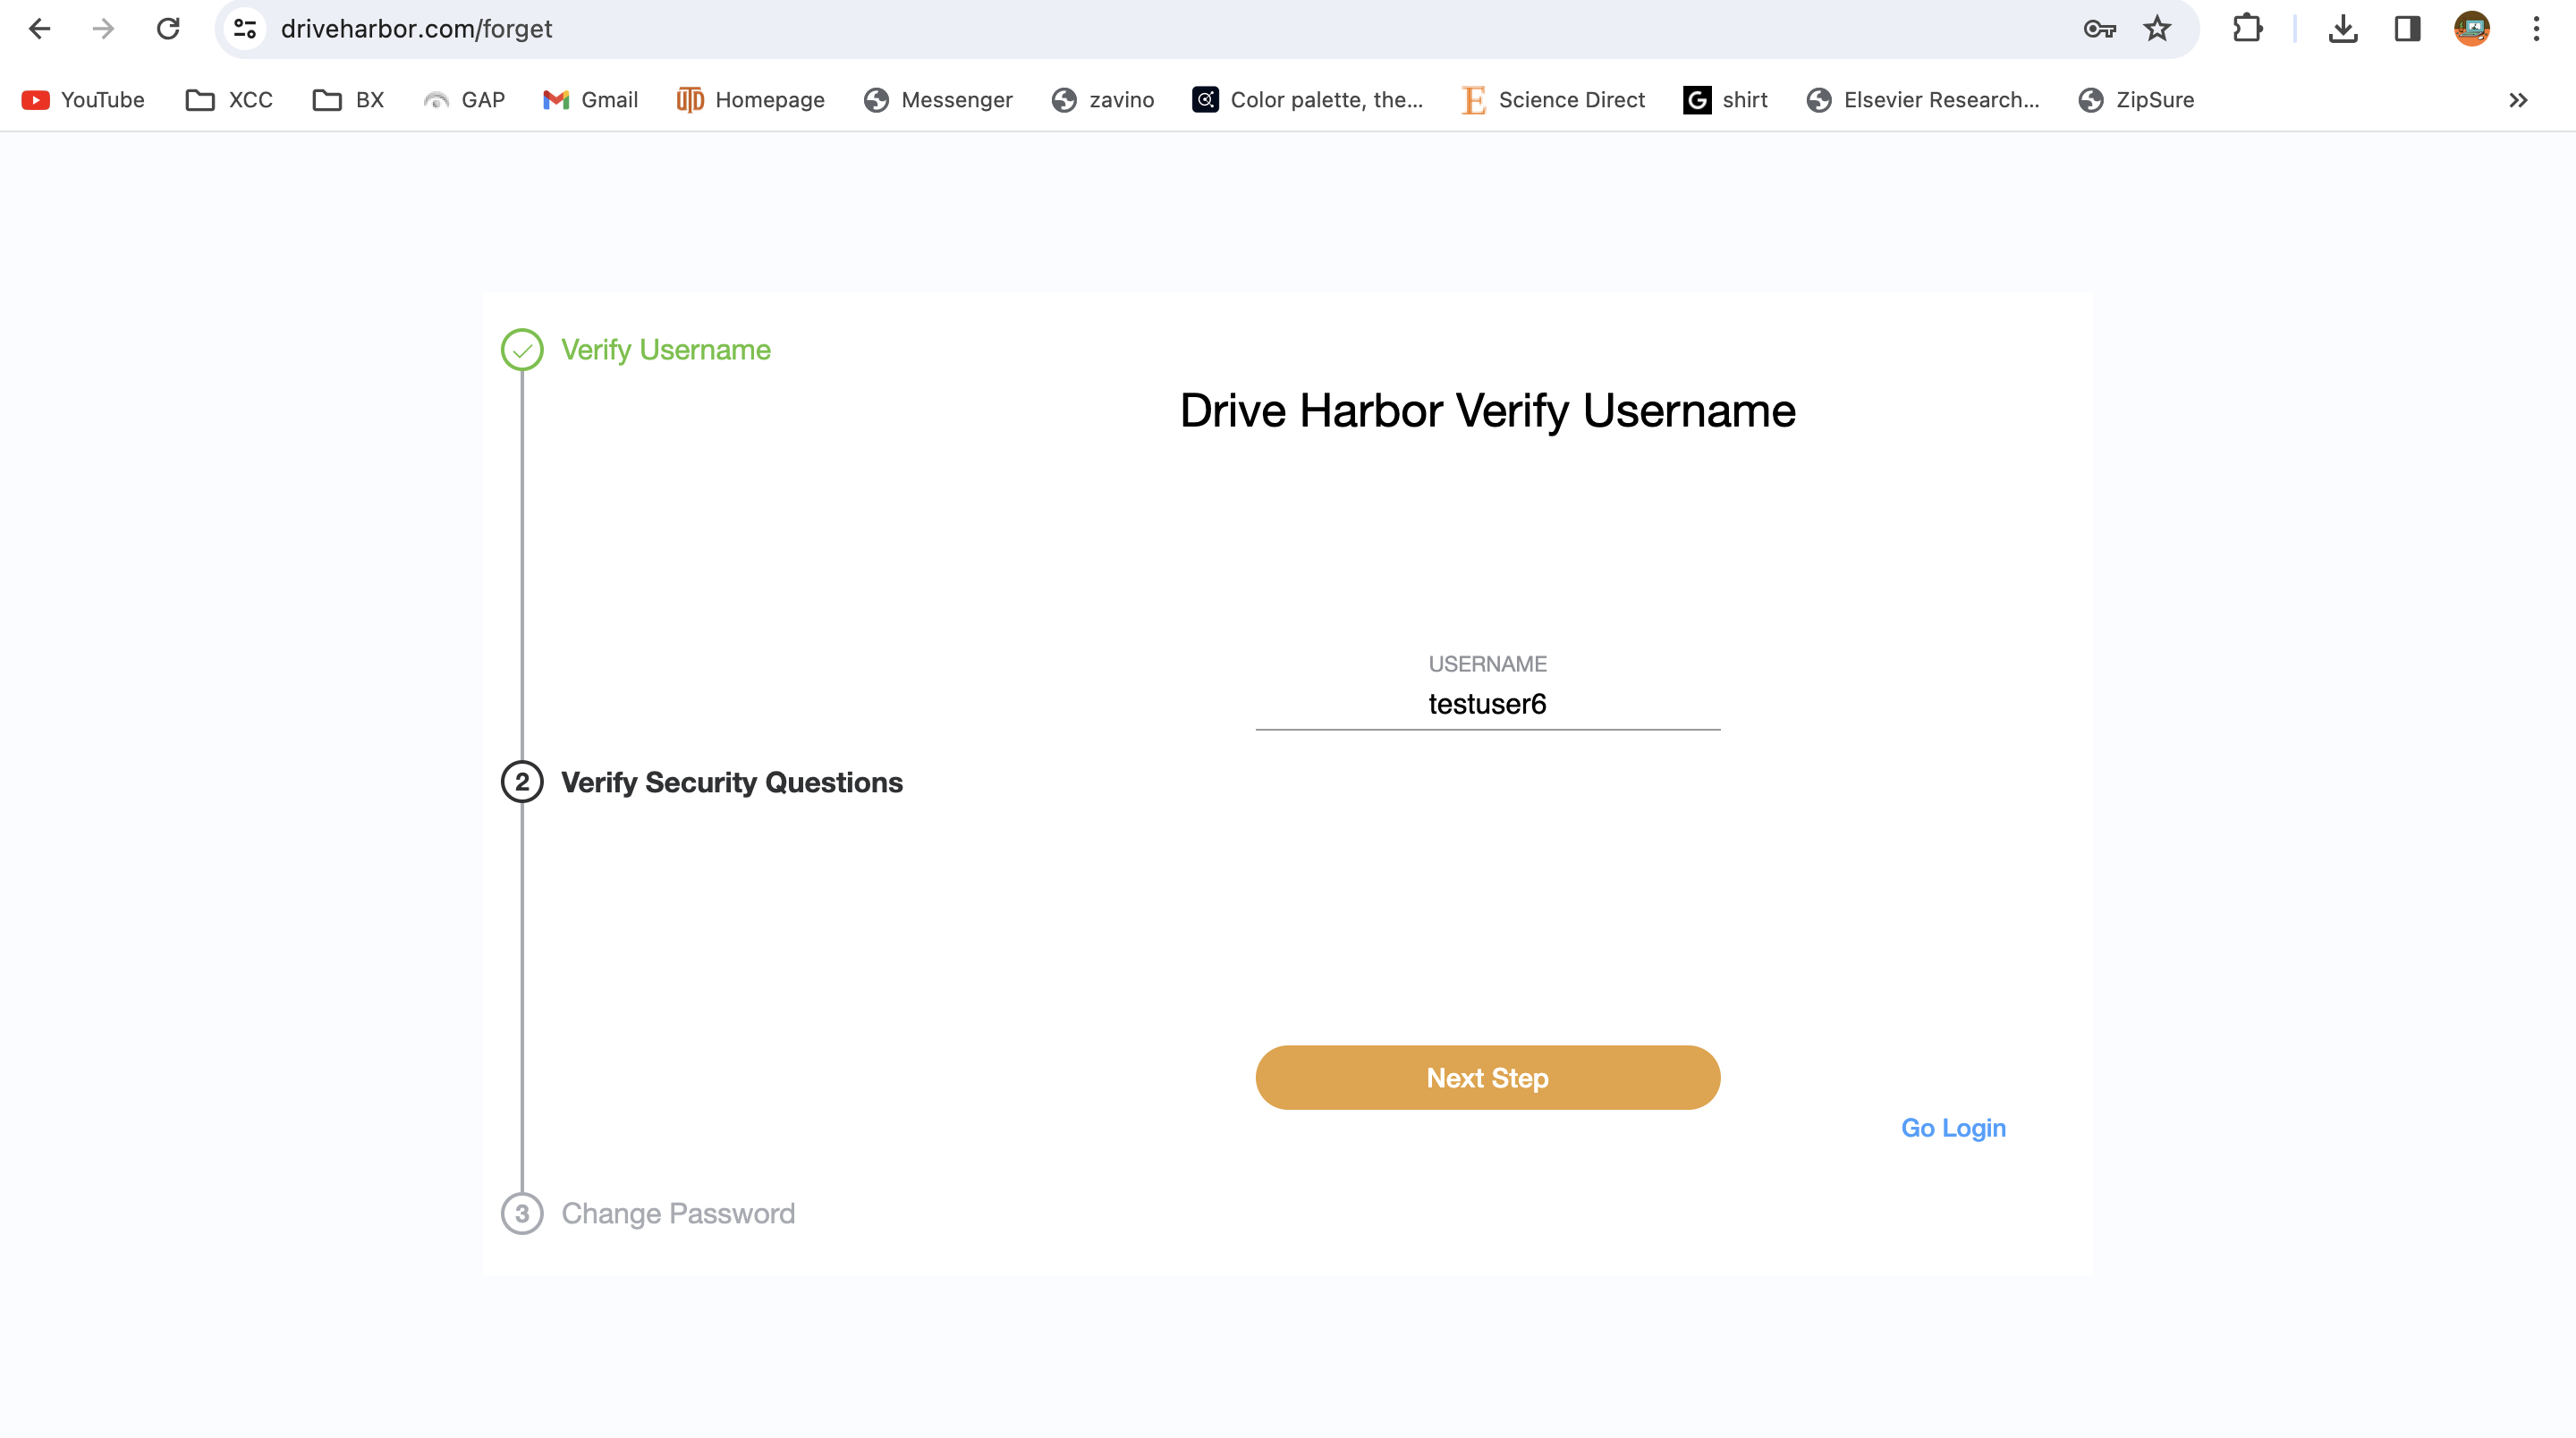 driveharbor.com/forget
YouTube XCC BX GAP Gmail UTD Homepage Messenger zavino Color palette, the... E Science Direct G shirt Elsevier Research... ZipSure
Verify Username
Drive Harbor Verify Username
USERNAME
testuser6
2 Verify Security Questions
Next Step
Go Login
3 Change Password